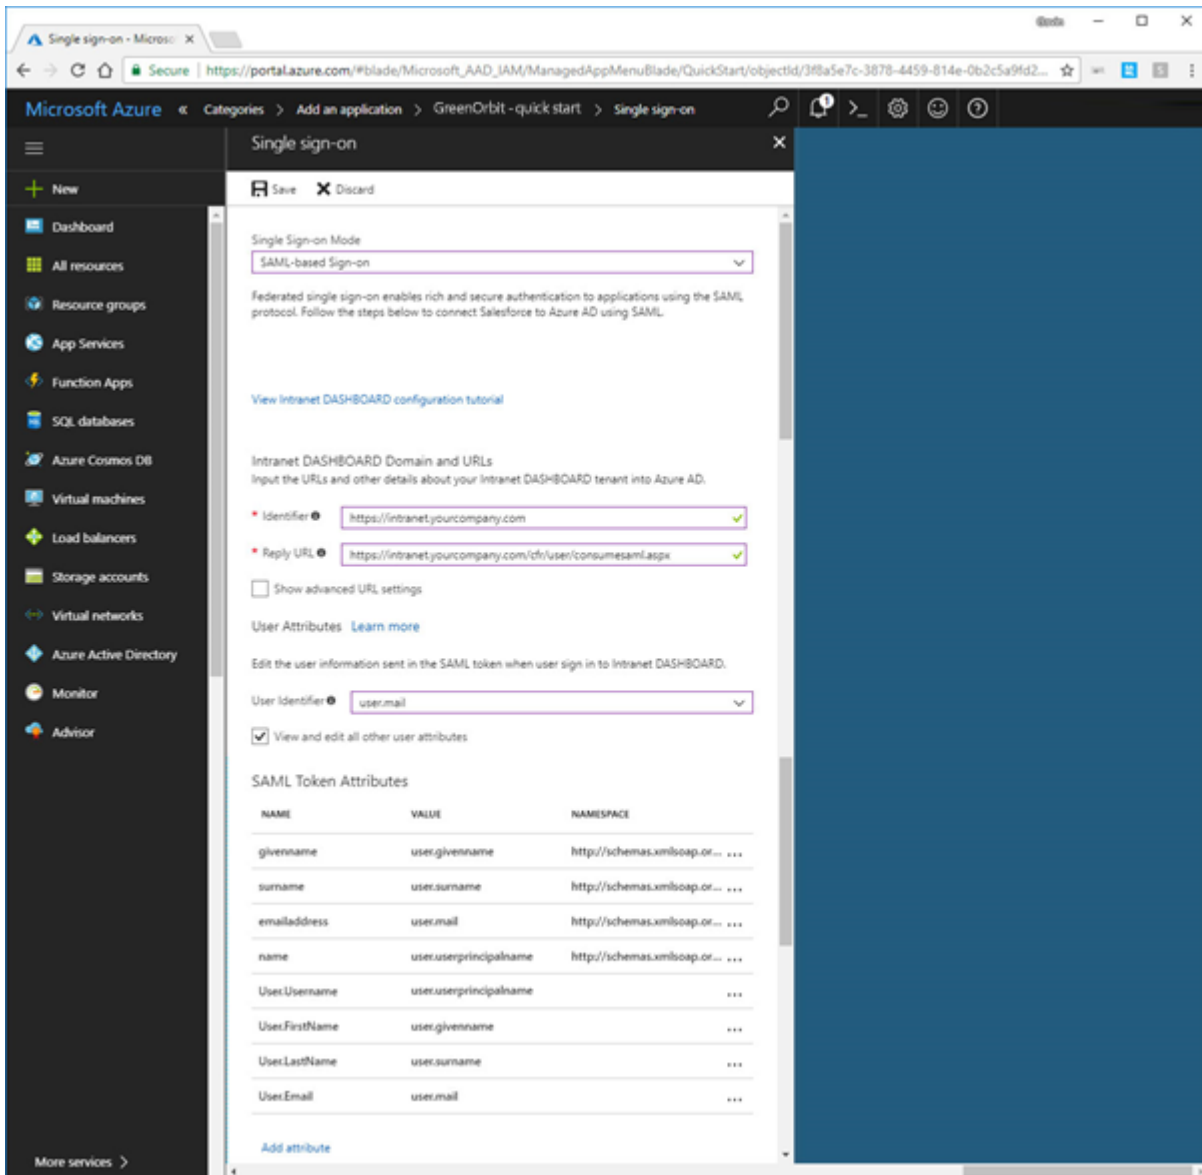 Single sign-on - Microso
Secure https://portal.azure.com/#blade/Microsoft_AAD_IAM/ManagedAppMenuBlade/QuickStart/objectId/3f8a5e7c-3878-4459-814e-0b2c5a9fd2...
Microsoft Azure « Categories > Add an application > GreenOrbit - quick start > Single sign-on
Single sign-on
New
Save Discard
Dashboard
All resources
Resource groups
App Services
Function Apps
SQL databases
Azure Cosmos DB
Virtual machines
Load balancers
Storage accounts
Virtual networks
Azure Active Directory
Monitor
Advisor
More services >
Single Sign-on Mode
SAML-based Sign-on
Federated single sign-on enables rich and secure authentication to applications using the SAML
protocol. Follow the steps below to connect Salesforce to Azure AD using SAML.
View Intranet DASHBOARD configuration tutorial
Intranet DASHBOARD Domain and URLs
Input the URLs and other details about your Intranet DASHBOARD tenant into Azure AD.
* Identifier https://intranet.yourcompany.com
* Reply URL https://intranet.yourcompany.com/cfr/user/consumesaml.aspx
Show advanced URL settings
User Attributes Learn more
Edit the user information sent in the SAML token when user sign in to Intranet DASHBOARD.
User Identifier user.mail
View and edit all other user attributes
SAML Token Attributes
NAME VALUE NAMESPACE
givenname user.givenname http://schemas.xmlsoap.or... ...
surname user.surname http://schemas.xmlsoap.or... ...
emailaddress user.mail http://schemas.xmlsoap.or... ...
name user.userprincipalname http://schemas.xmlsoap.or... ...
User.Username user.userprincipalname ...
User.FirstName user.givenname ...
User.LastName user.surname ...
User.Email user.mail ...
Add attribute